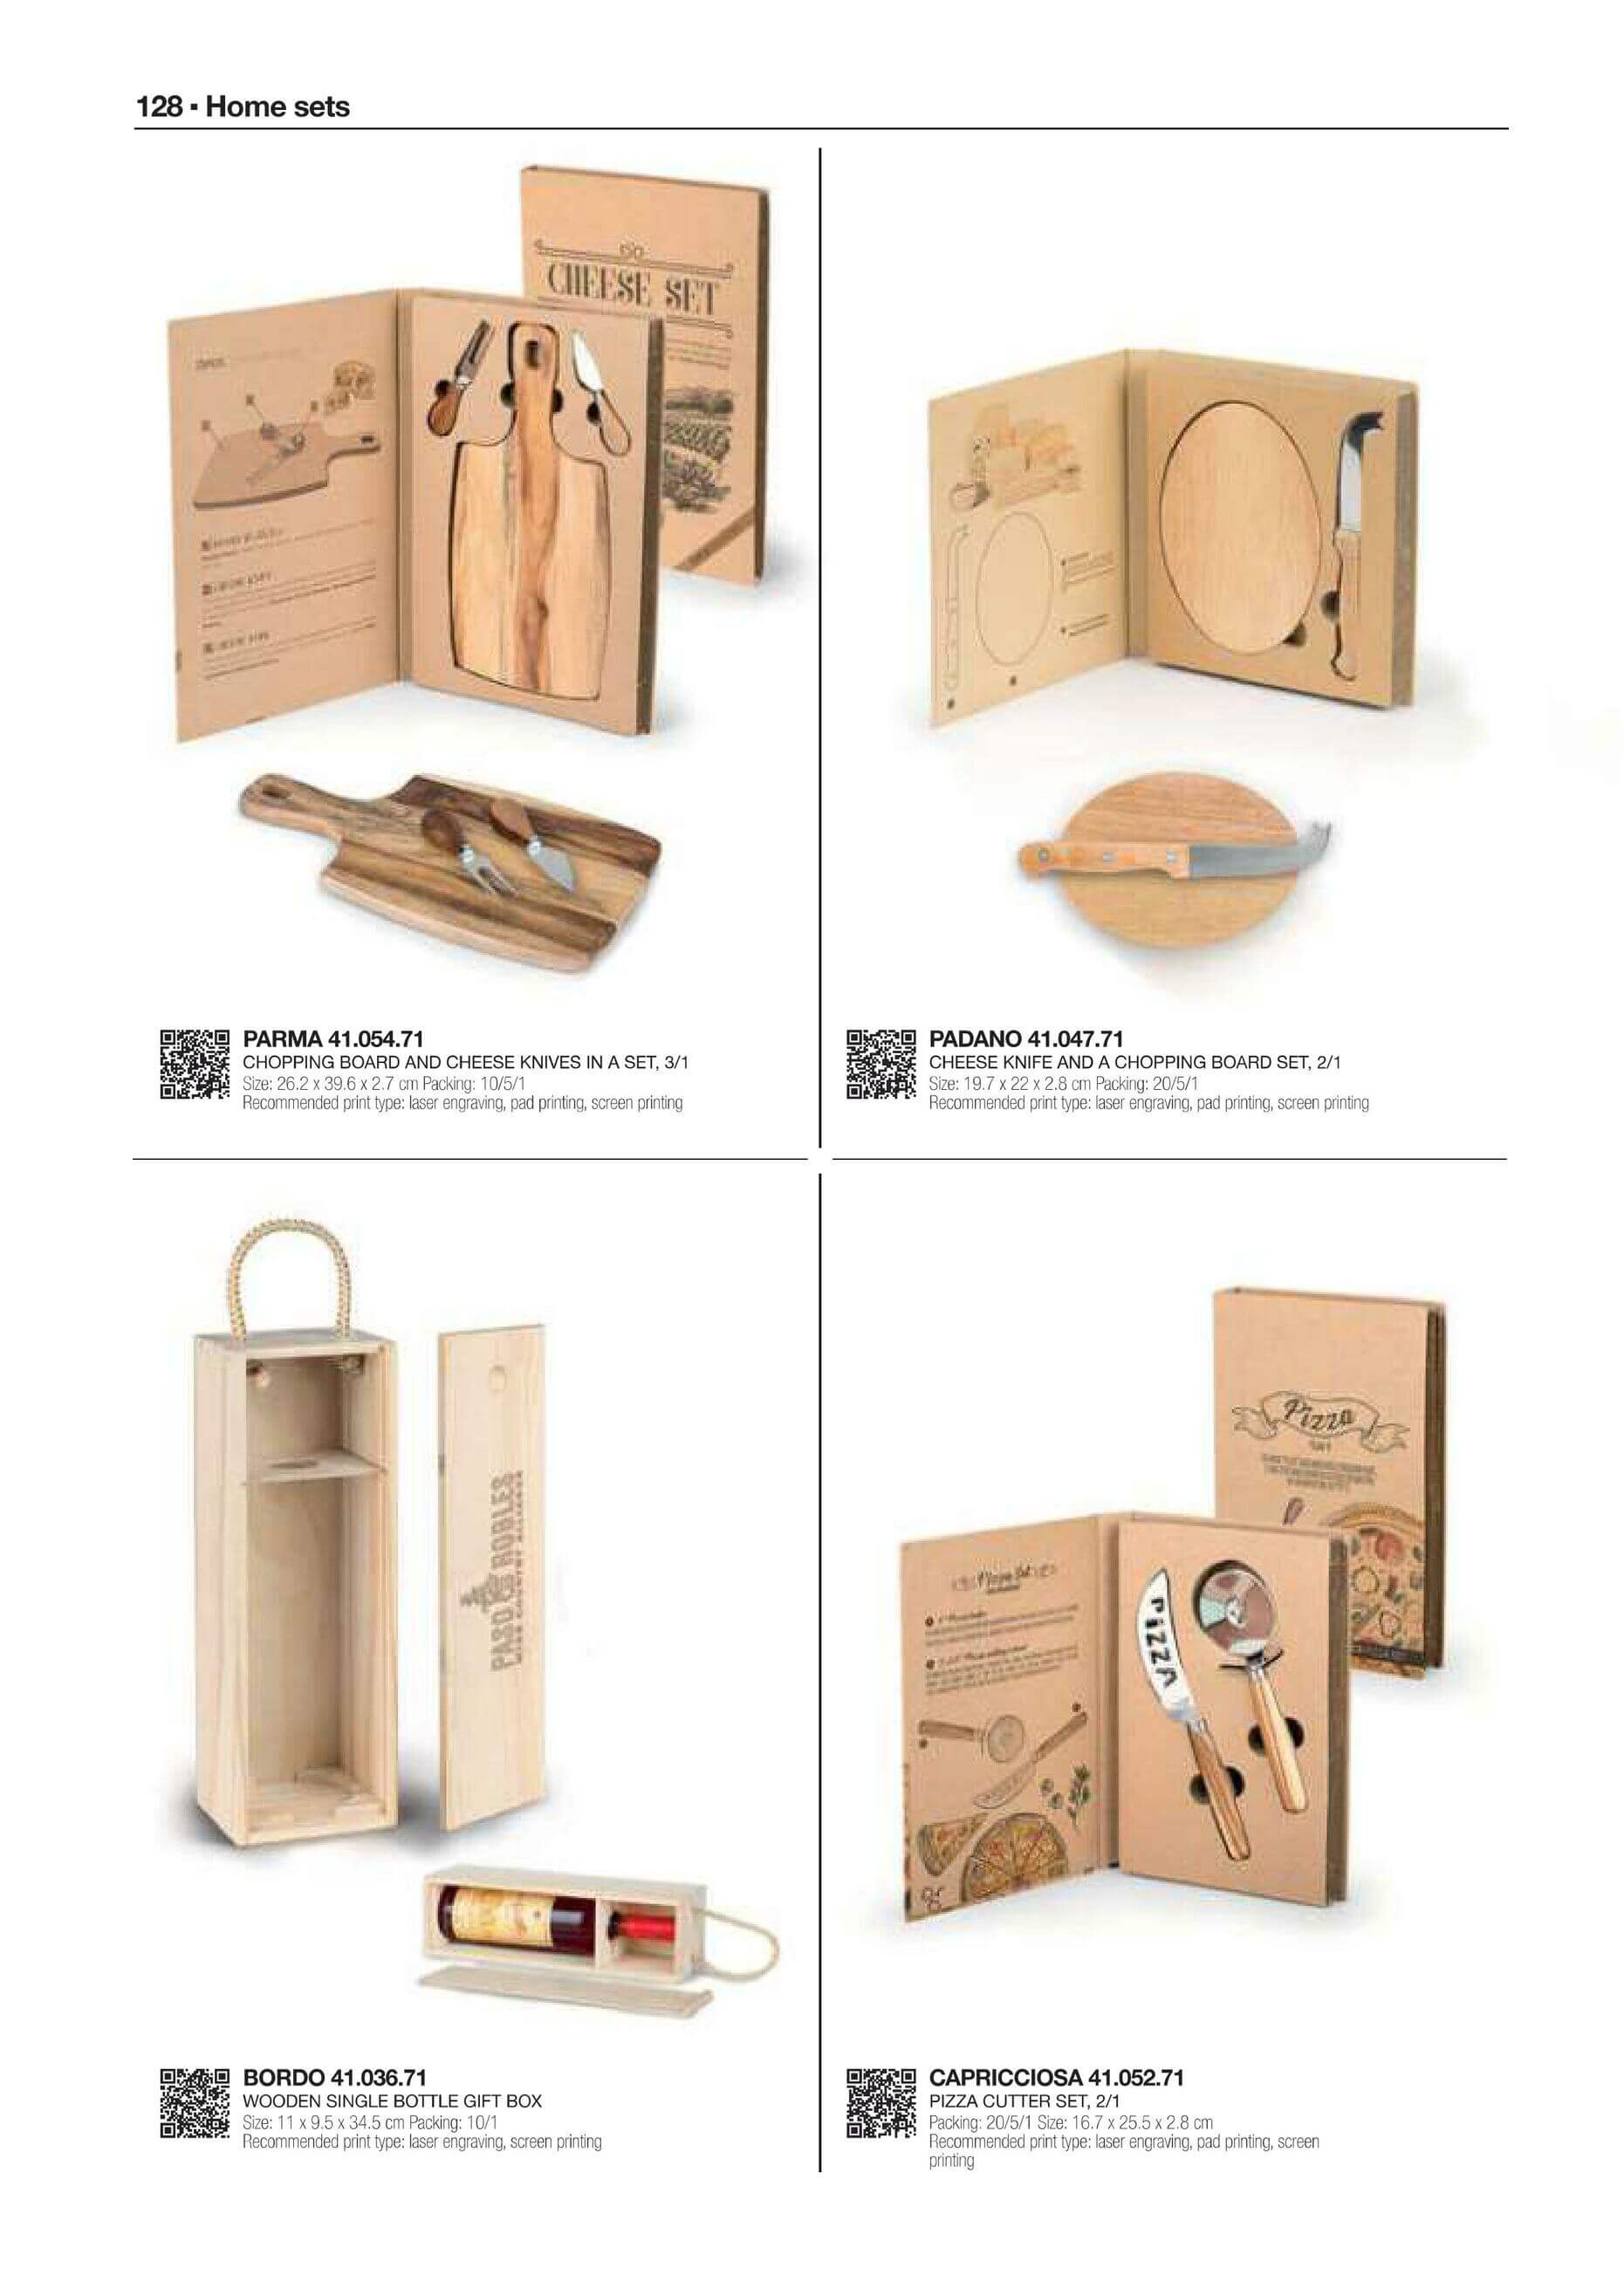 128 ▪ Home sets
CHEESE SET
PARMA 41.054.71
CHOPPING BOARD AND CHEESE KNIVES IN A SET, 3/1
Size: 26.2 x 39.6 x 2.7 cm Packing: 10/5/1
Recommended print type: laser engraving, pad printing, screen printing
PADANO 41.047.71
CHEESE KNIFE AND A CHOPPING BOARD SET, 2/1
Size: 19.7 x 22 x 2.8 cm Packing: 20/5/1
Recommended print type: laser engraving, pad printing, screen printing
PASO ROBLES
Pizza
Pizza Set
PIZZA
BORDO 41.036.71
WOODEN SINGLE BOTTLE GIFT BOX
Size: 11 x 9.5 x 34.5 cm Packing: 10/1
Recommended print type: laser engraving, screen printing
CAPRICCIOSA 41.052.71
PIZZA CUTTER SET, 2/1
Packing: 20/5/1 Size: 16.7 x 25.5 x 2.8 cm
Recommended print type: laser engraving, pad printing, screen
printing